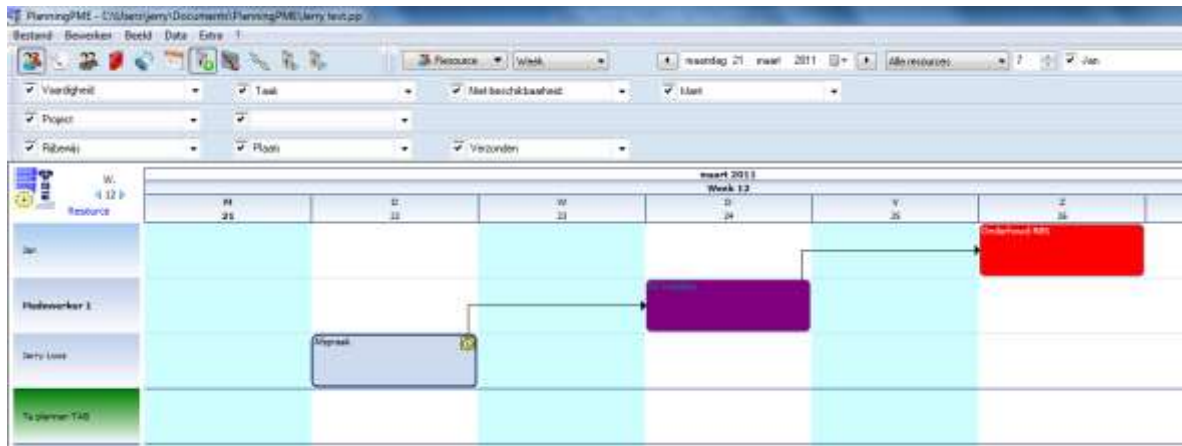 PlanningPME - C:\Users\jerry\Documents\PlanningPME\Jerry test.pp
Bestand Bewerken Beeld Data Extra ?
Resource Week maandag 21 maart 2011 Alle resources 7 Jan
Vaardigheid Taak Niet beschikbaarheid Klant
Project
Rijbewijs Plaats Verzonden
maart 2011
W. Week 12
12
Resource M D W D V Z
21 22 23 24 25 26
Jan Onderhoud
Medewerker 1
Jerry Afspraak
Te plannen TAB